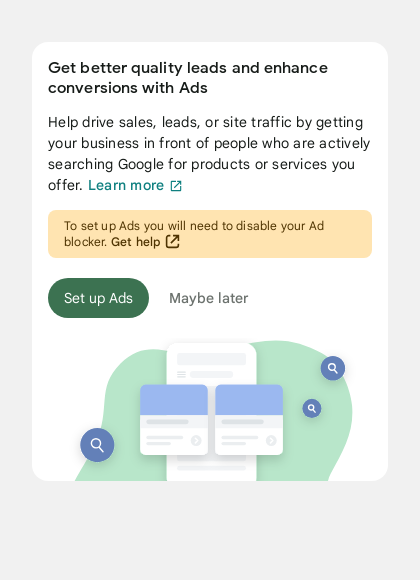 Get better quality leads and enhance
conversions with Ads
Help drive sales, leads, or site traffic by getting
your business in front of people who are actively
searching Google for products or services you
offer. Learn more
To set up Ads you will need to disable your Ad
blocker. Get help
Set up Ads
Maybe later